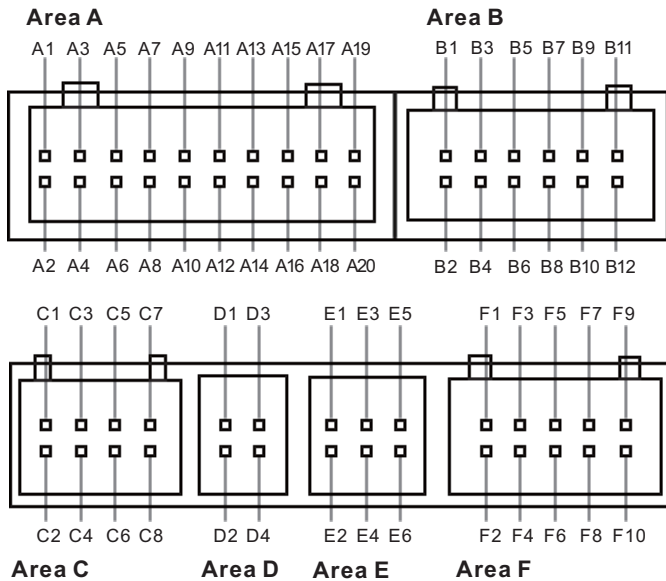 Area A Area B
A1 A3 A5 A7 A9 A11 A13 A15 A17 A19 B1 B3 B5 B7 B9 B11
A2 A4 A6 A8 A10 A12 A14 A16 A18 A20 B2 B4 B6 B8 B10 B12
C1 C3 C5 C7 D1 D3 E1 E3 E5 F1 F3 F5 F7 F9
C2 C4 C6 C8 D2 D4 E2 E4 E6 F2 F4 F6 F8 F10
Area C Area D Area E Area F